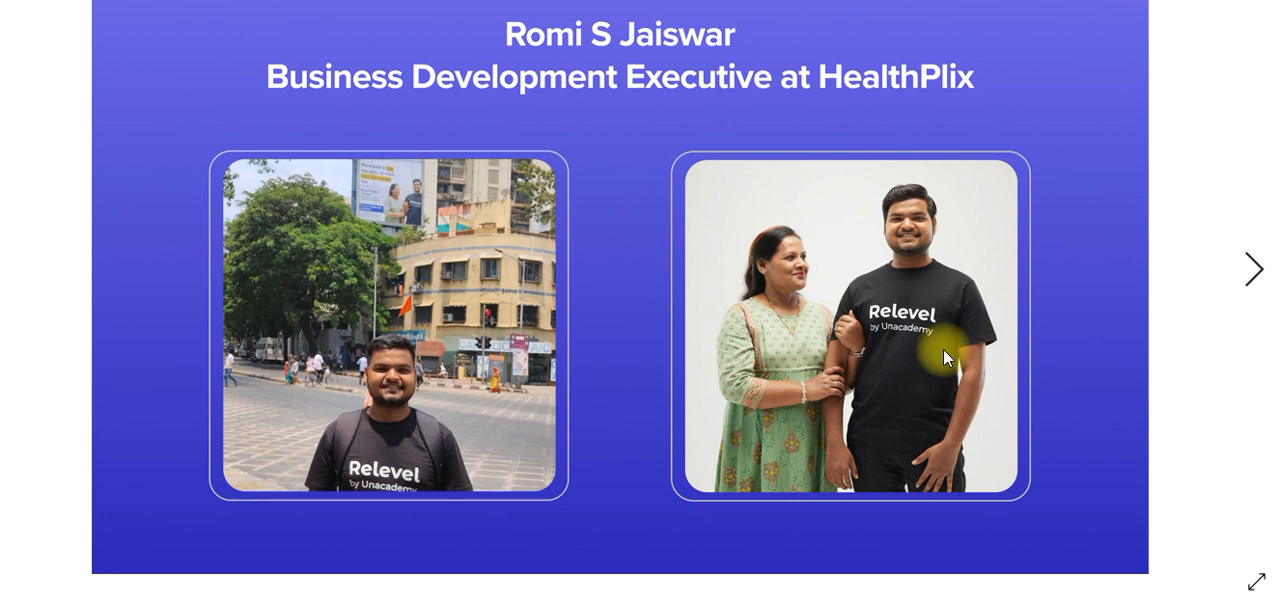 Romi S Jaiswar
Business Development Executive at HealthPlix
Relevel
by Unacademy
Relevel
by Unacademy